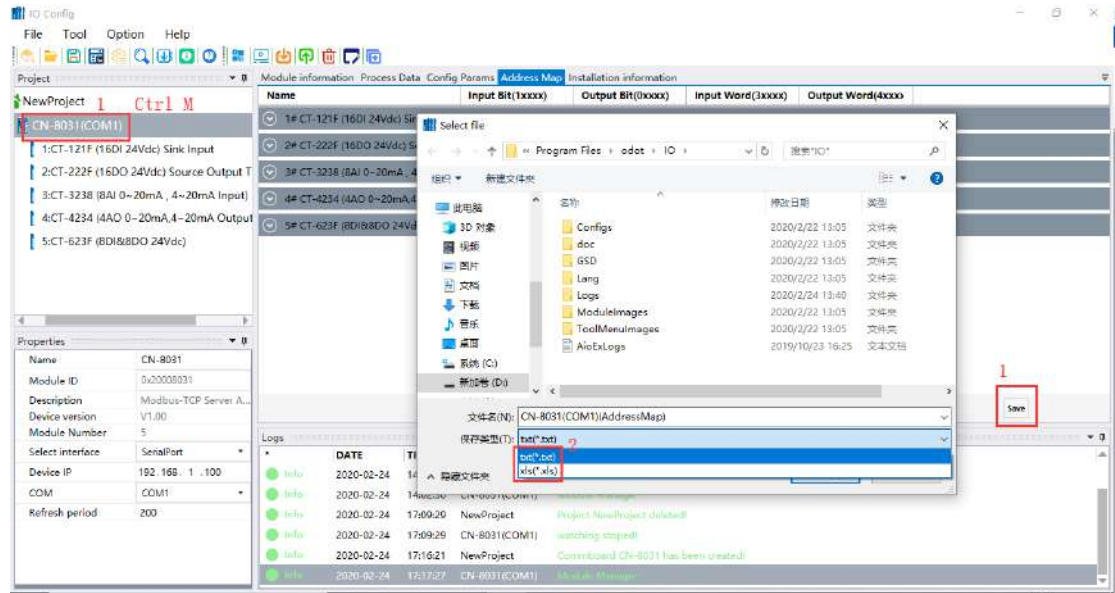 IO Config
File Tool Option Help
Project
NewProject 1 Ctrl M
CN-8031(COM1)
1:CT-121F (16DI 24Vdc) Sink Input
2:CT-222F (16DO 24Vdc) Source Output T
3:CT-3238 (8AI 0~20mA , 4~20mA Input)
4:CT-4234 (4AO 0~20mA,4~20mA Output
5:CT-623F (8DI&8DO 24Vdc)
Properties
Name CN-8031
Module ID 0x20008031
Description Modbus-TCP Server A...
Device version V1.00
Module Number 5
Select interface SerialPort
Device IP 192 .168 . 1 .100
COM COM1
Refresh period 200
Module information Process Data Config Params Address Map Installation information
Name Input Bit(1xxxx) Output Bit(0xxxx) Input Word(3xxxx) Output Word(4xxxx
1# CT-121F (16DI 24Vdc) Sin
2# CT-222F (16DO 24Vdc) S
3# CT-3238 (8AI 0~20mA , 4
4# CT-4234 (4AO 0~20mA,4
5# CT-623F (8DI&8DO 24Vd
Select file
« Program Files › odot › IO ›
搜索"IO"
组织 新建文件夹
此电脑
3D 对象
视频
图片
文档
下载
音乐
桌面
系统 (C:)
新加卷 (D:)
名称 修改日期 类型
Configs 2020/2/22 13:05 文件夹
doc 2020/2/22 13:05 文件夹
GSD 2020/2/22 13:05 文件夹
Lang 2020/2/22 13:05 文件夹
Logs 2020/2/24 13:40 文件夹
ModuleImages 2020/2/22 13:05 文件夹
ToolMenuImages 2020/2/22 13:05 文件夹
AioExLogs 2019/10/23 16:25 文本文档
文件名(N): CN-8031(COM1)(AddressMap)
保存类型(T): txt(*.txt)
2
txt(*.txt)
xls(*.xls)
隐藏文件夹
1
Save
Logs
DATE
Info 2020-02-24
Info 2020-02-24
Info 2020-02-24 17:09:29 NewProject Project NewProject deleted!
Info 2020-02-24 17:09:29 CN-8031(COM1) watching stoped!
Info 2020-02-24 17:16:21 NewProject Commboard CN-8031 has been created!
Info 2020-02-24 17:17:27 CN-8031(COM1) Module Manager